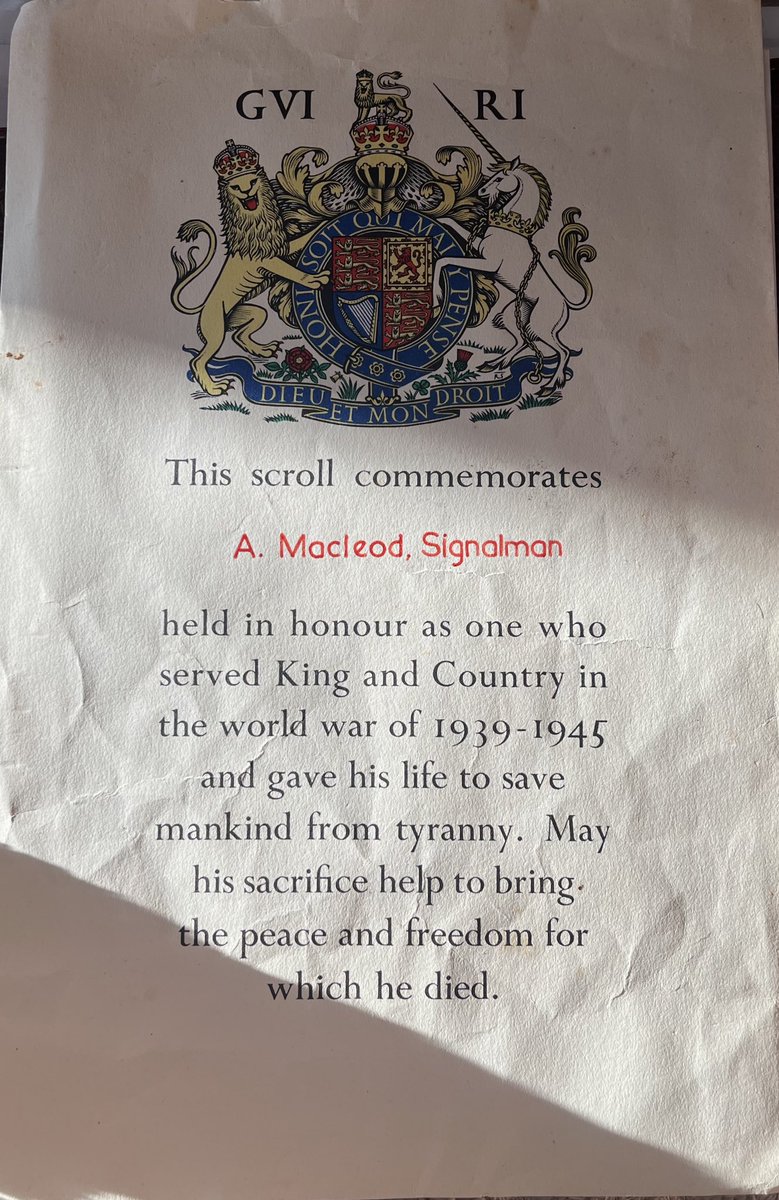 GVI RI
HONI SOIT QUI MAL Y PENSE
DIEU ET MON DROIT
This scroll commemorates
A. Macleod, Signalman
held in honour as one who
served King and Country in
the world war of 1939-1945
and gave his life to save
mankind from tyranny. May
his sacrifice help to bring
the peace and freedom for
which he died.